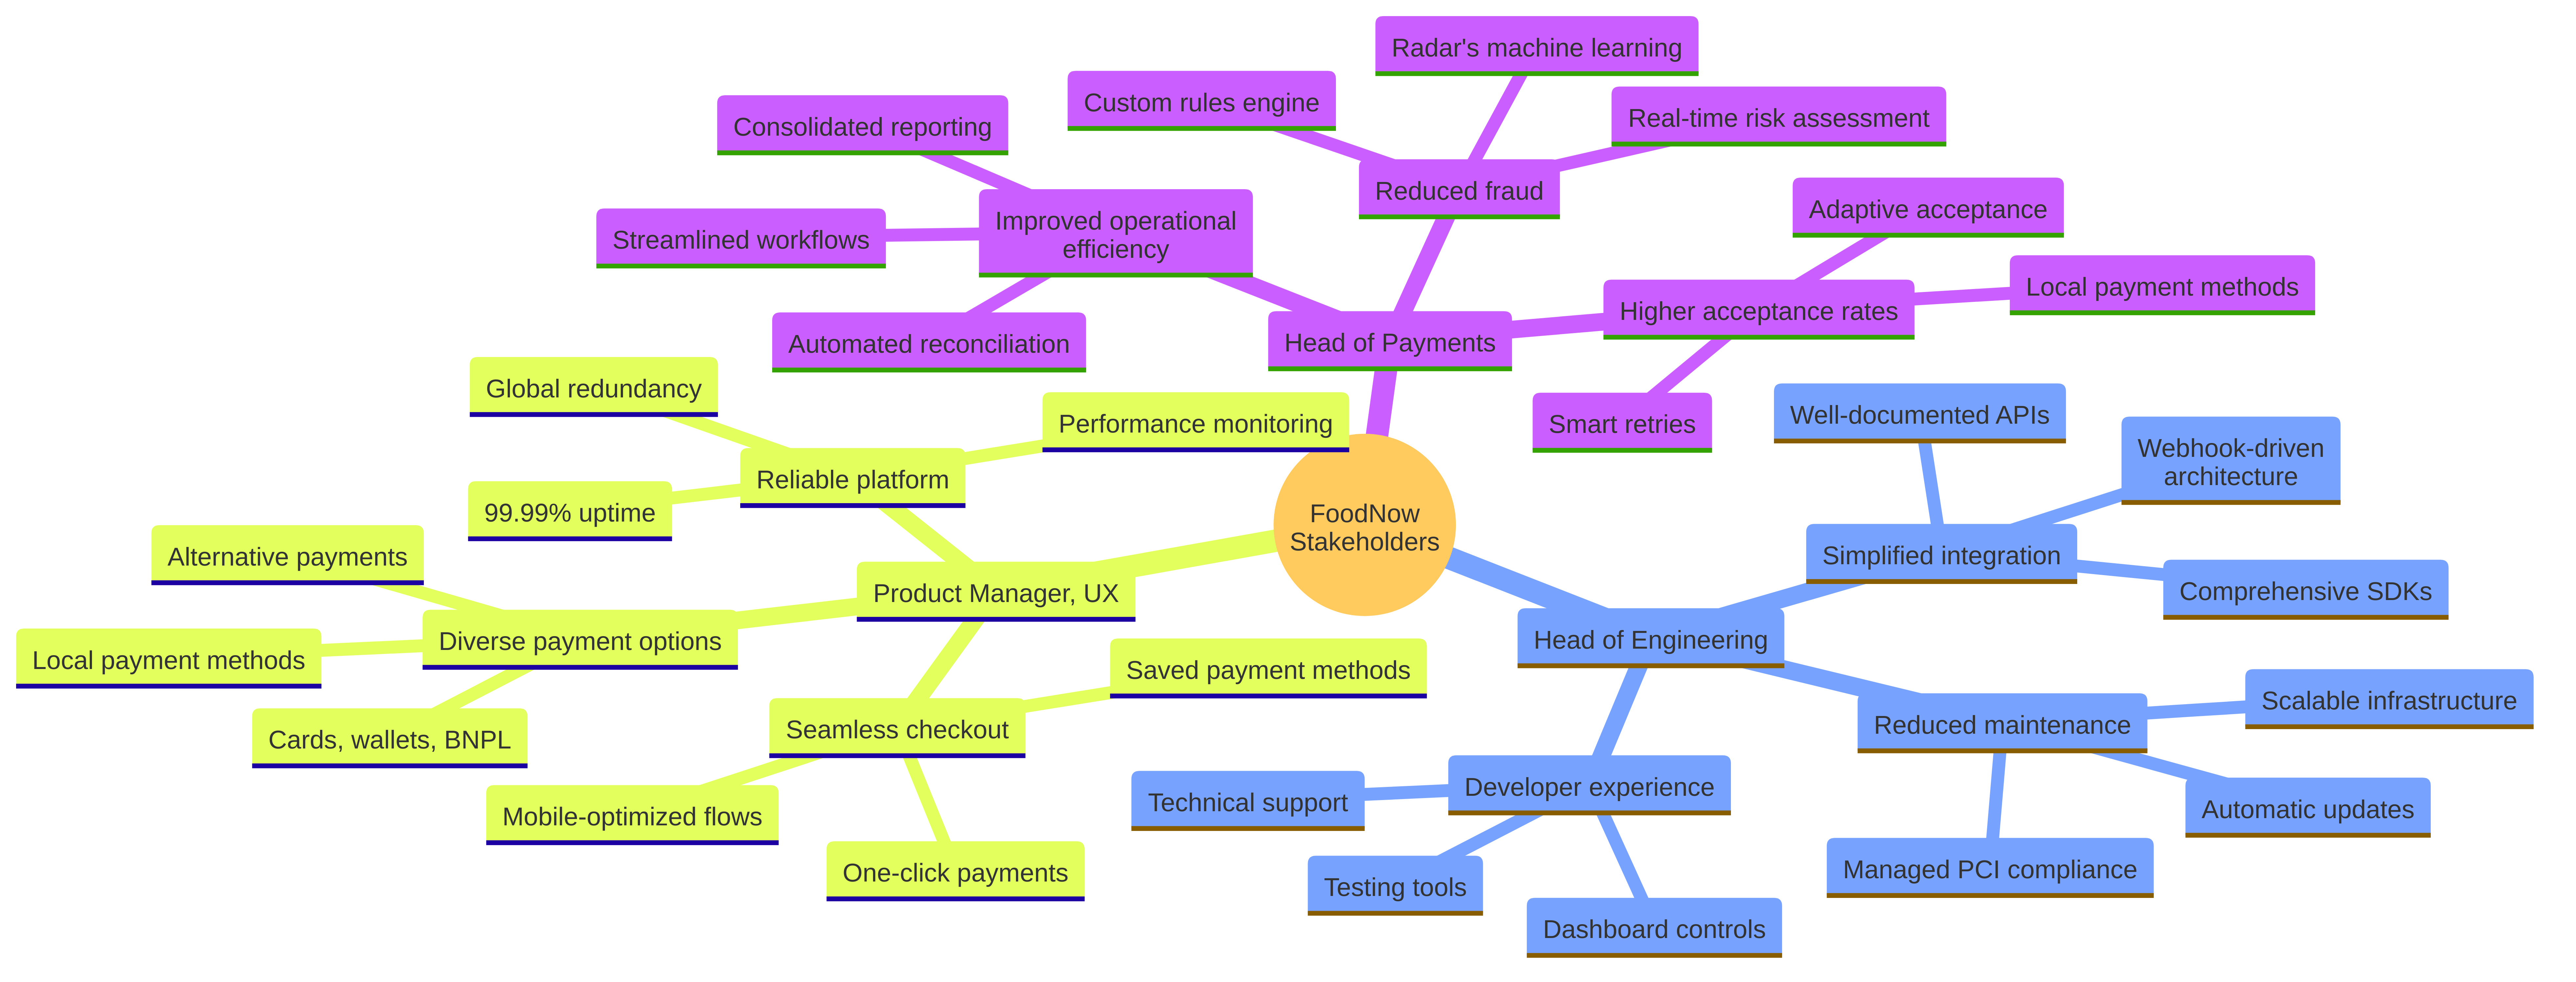 Radar's machine learning
Custom rules engine
Real-time risk assessment
Consolidated reporting
Reduced fraud
Adaptive acceptance
Streamlined workflows
Improved operational
efficiency
Local payment methods
Higher acceptance rates
Automated reconciliation
Head of Payments
Smart retries
Global redundancy
Performance monitoring
Reliable platform
99.99% uptime
Well-documented APIs
Webhook-driven
architecture
FoodNow
Stakeholders
Simplified integration
Comprehensive SDKs
Alternative payments
Product Manager, UX
Diverse payment options
Local payment methods
Cards, wallets, BNPL
Head of Engineering
Saved payment methods
Seamless checkout
Mobile-optimized flows
One-click payments
Scalable infrastructure
Reduced maintenance
Automatic updates
Managed PCI compliance
Developer experience
Technical support
Testing tools
Dashboard controls